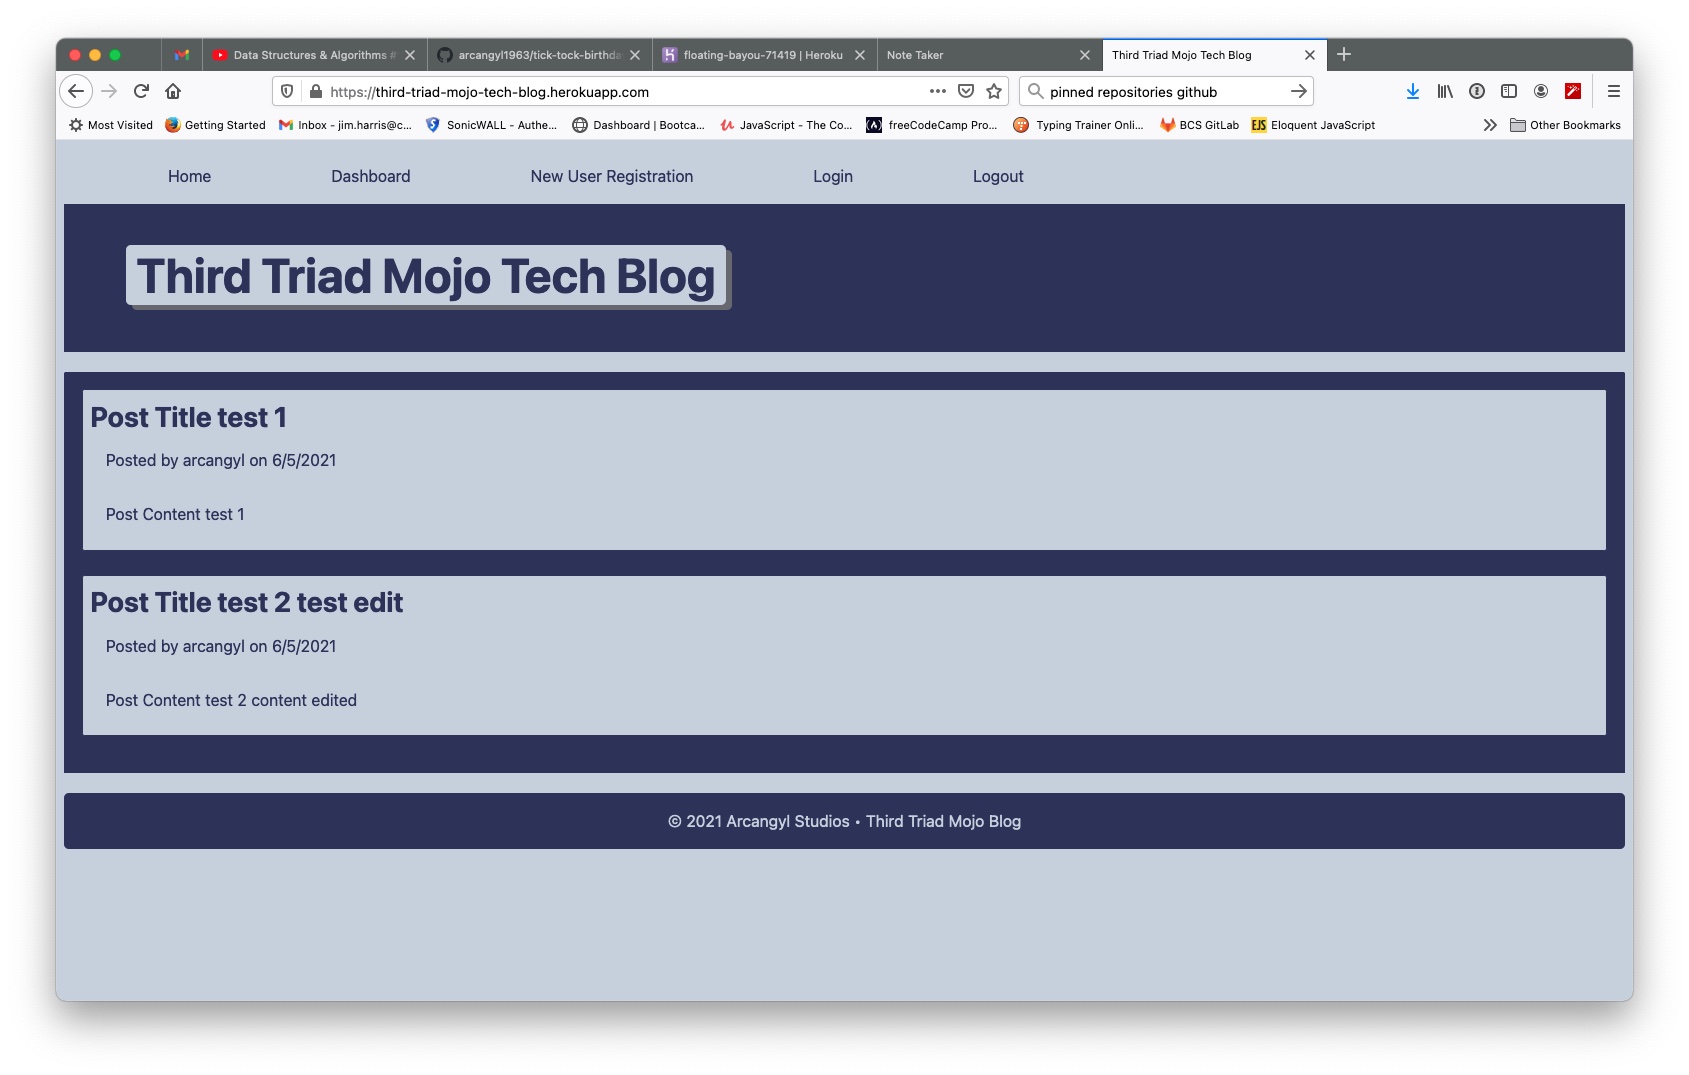 Data Structures & Algorithms #
arcangyl1963/tick-tock-birthda
floating-bayou-71419 | Heroku
Note Taker
Third Triad Mojo Tech Blog
https://third-triad-mojo-tech-blog.herokuapp.com
pinned repositories github
Most Visited
Getting Started
Inbox - jim.harris@c...
SonicWALL - Authe...
Dashboard | Bootca...
JavaScript - The Co...
freeCodeCamp Pro...
Typing Trainer Onli...
BCS GitLab
EJS
Eloquent JavaScript
Other Bookmarks
Home
Dashboard
New User Registration
Login
Logout
Third Triad Mojo Tech Blog
Post Title test 1
Posted by arcangyl on 6/5/2021
Post Content test 1
Post Title test 2 test edit
Posted by arcangyl on 6/5/2021
Post Content test 2 content edited
© 2021 Arcangyl Studios • Third Triad Mojo Blog